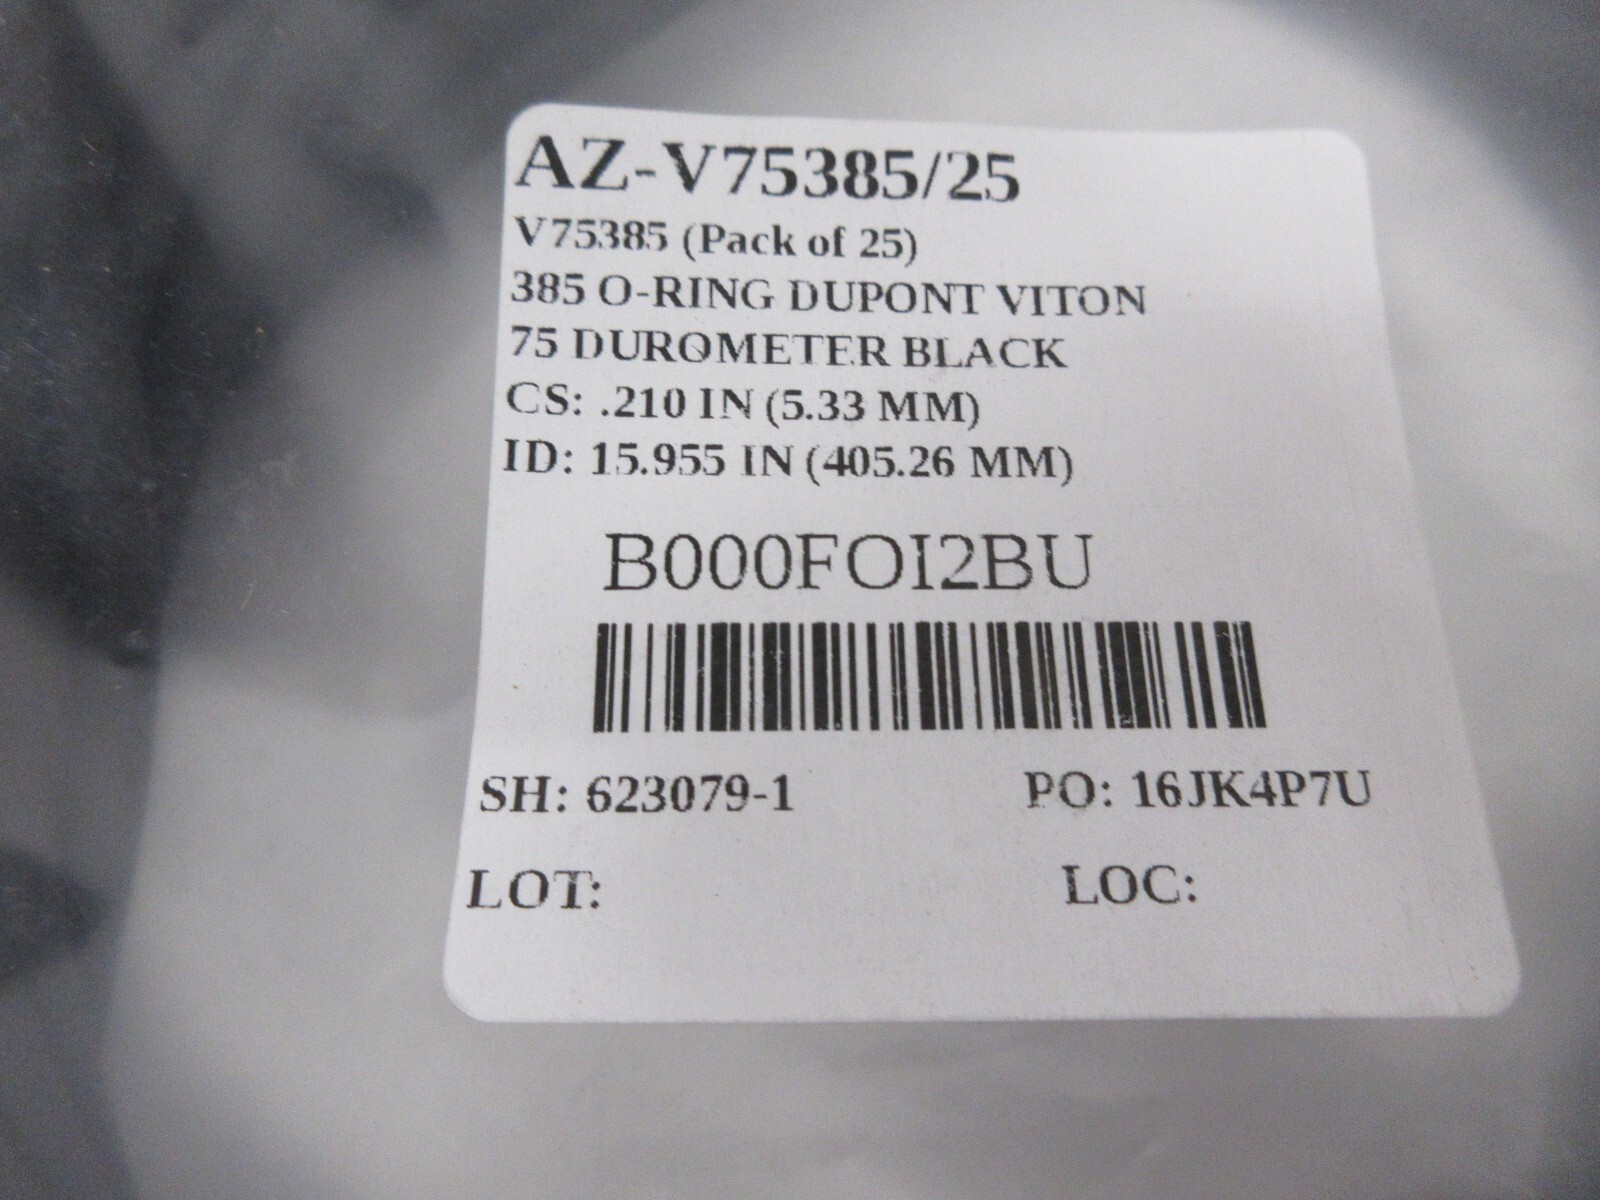 AZ-V75385/25
V75385 (Pack of 25)
385 O-RING DUPONT VITON
75 DUROMETER BLACK
CS: .210 IN (5.33 MM)
ID: 15.955 IN (405.26 MM)
B000FOI2BU
SH: 623079-1 PO: 16JK4P7U
LOT: LOC: